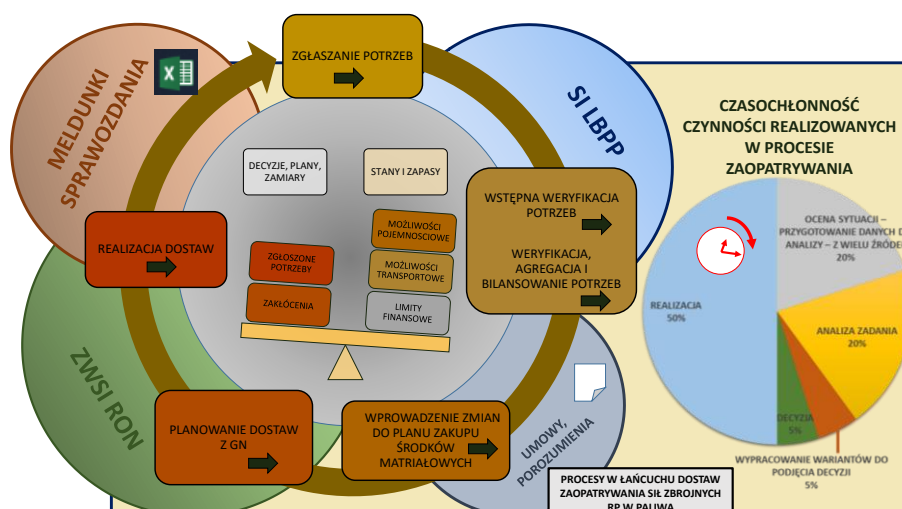 ZGŁASZANIE POTRZEB
MELDUNKI
SPRAWOZDANIA
SI LBPP
DECYZJE, PLANY,
ZAMIARY
STANY I ZAPASY
WSTĘPNA WERYFIKACJA
POTRZEB
WERYFIKACJA,
AGREGACJA I
BILANSOWANIE POTRZEB
REALIZACJA DOSTAW
ZGŁOSZONE
POTRZEBY
ZAKŁÓCENIA
MOŻLIWOŚCI
POJEMNOSCIOWE
MOŻLIWOŚCI
TRANSPORTOWE
LIMITY
FINANSOWE
ZWSI RON
PLANOWANIE DOSTAW
Z GN
WPROWADZENIE ZMIAN
DO PLANU ZAKUPU
ŚRODKÓW
MATRIAŁOWYCH
UMOWY,
POROZUMIENIA
PROCESY W ŁAŃCUCHU DOSTAW
ZAOPATRYWANIA SIŁ ZBROJNYCH
RP W PALIWA
CZASOCHŁONNOŚĆ
CZYNNOŚCI REALIZOWANYCH
W PROCESIE
ZAOPATRYWANIA
OCENA SYTUACJI –
PRZYGOTOWANIE DANYCH D
ANALIZY – Z WIELU ŹRÓDEŁ
20%
REALIZACJA
50%
ANALIZA ZADANIA
20%
DECYZJA
5%
WYPRACOWANIE WARIANTÓW DO
PODJĘCIA DECYZJI
5%